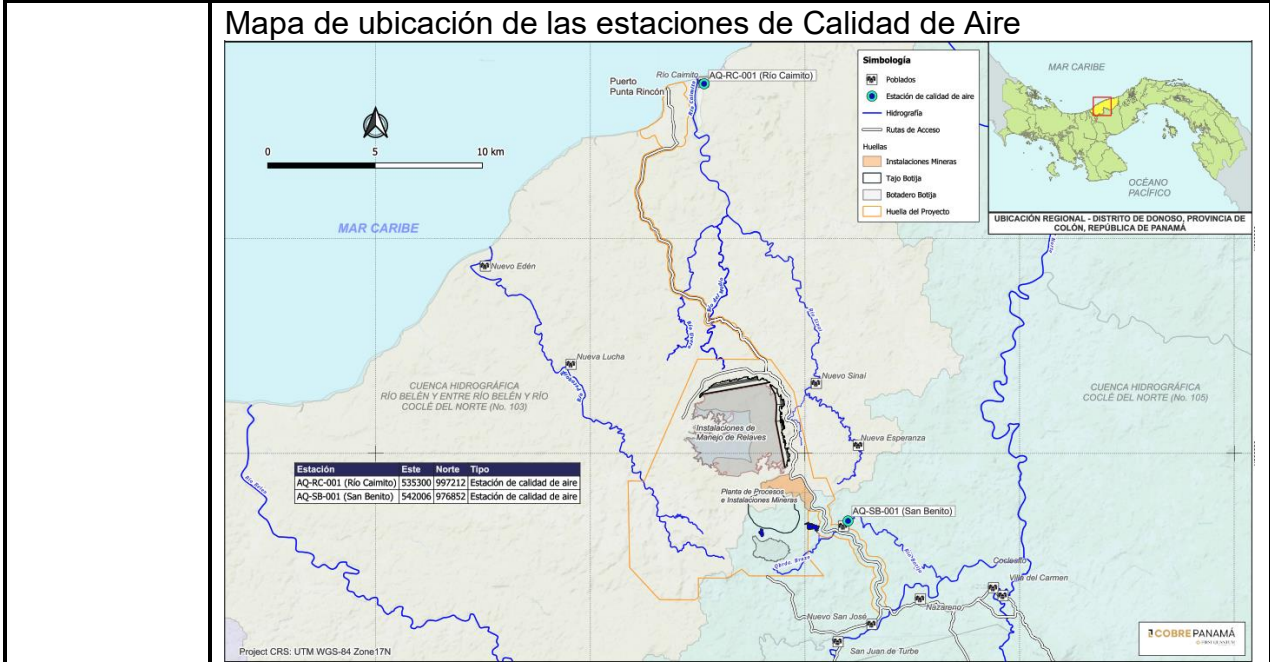 Mapa de ubicación de las estaciones de Calidad de Aire
Puerto
Punta Rincón
Río Caimito
AQ-RC-001 (Río Caimito)
Río Caimito
0 5 10 km
MAR CARIBE
Simbología
Poblados
Estación de calidad de aire
Hidrografía
Rutas de Acceso
Huellas
Instalaciones Mineras
Tajo Botija
Botadero Botija
Huella del Proyecto
MAR CARIBE
OCÉANO
PACÍFICO
UBICACIÓN REGIONAL - DISTRITO DE DONOSO, PROVINCIA DE
COLÓN, REPÚBLICA DE PANAMÁ
Nuevo Edén
Nueva Lucha
Río del Medio
Nuevo Sinaí
Nueva Esperanza
CUENCA HIDROGRÁFICA
RÍO BELÉN Y ENTRE RÍO BELÉN Y RÍO
COCLÉ DEL NORTE (No. 103)
CUENCA HIDROGRÁFICA
COCLÉ DEL NORTE (No. 105)
Instalaciones de
Manejo de Relaves
Estación Este Norte Tipo
AQ-RC-001 (Río Caimito) 535300 997212 Estación de calidad de aire
AQ-SB-001 (San Benito) 542006 976852 Estación de calidad de aire
Planta de Procesos
e Instalaciones Mineras
AQ-SB-001 (San Benito)
Río Belén
Coclesito
Villa del Carmen
Nazareno
Nuevo San José
San Juan de Turbe
Project CRS: UTM WGS-84 Zone17N
COBRE PANAMÁ